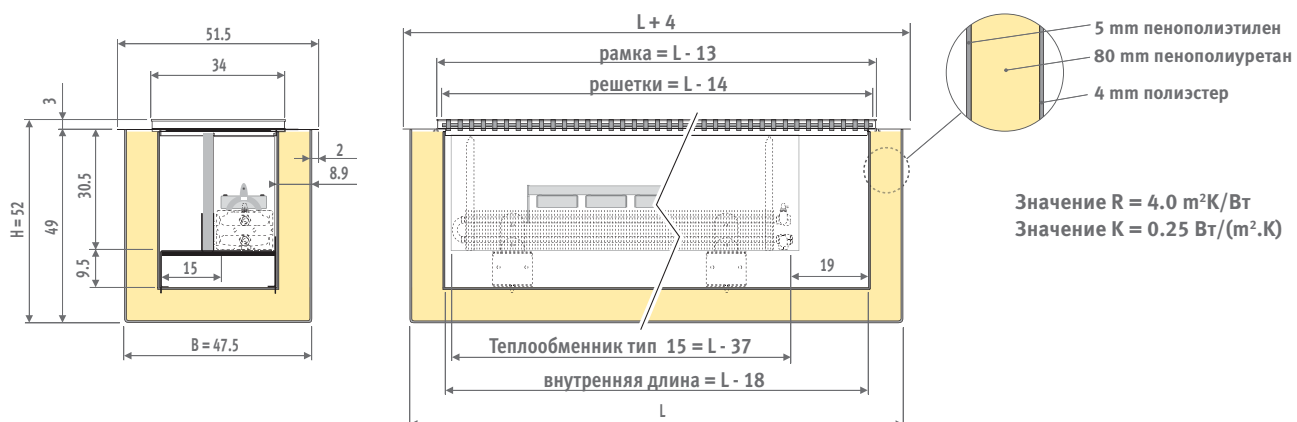 51.5
34
3
H = 52
49
30.5
9.5
15
2
8.9
B = 47.5
L + 4
рамка = L - 13
решетки = L - 14
19
Теплообменник тип 15 = L - 37
внутренняя длина = L - 18
L
5 mm пенополиэтилен
80 mm пенополиуретан
4 mm полиэстер
Значение R = 4.0 m²K/Вт
Значение K = 0.25 Вт/(m².K)